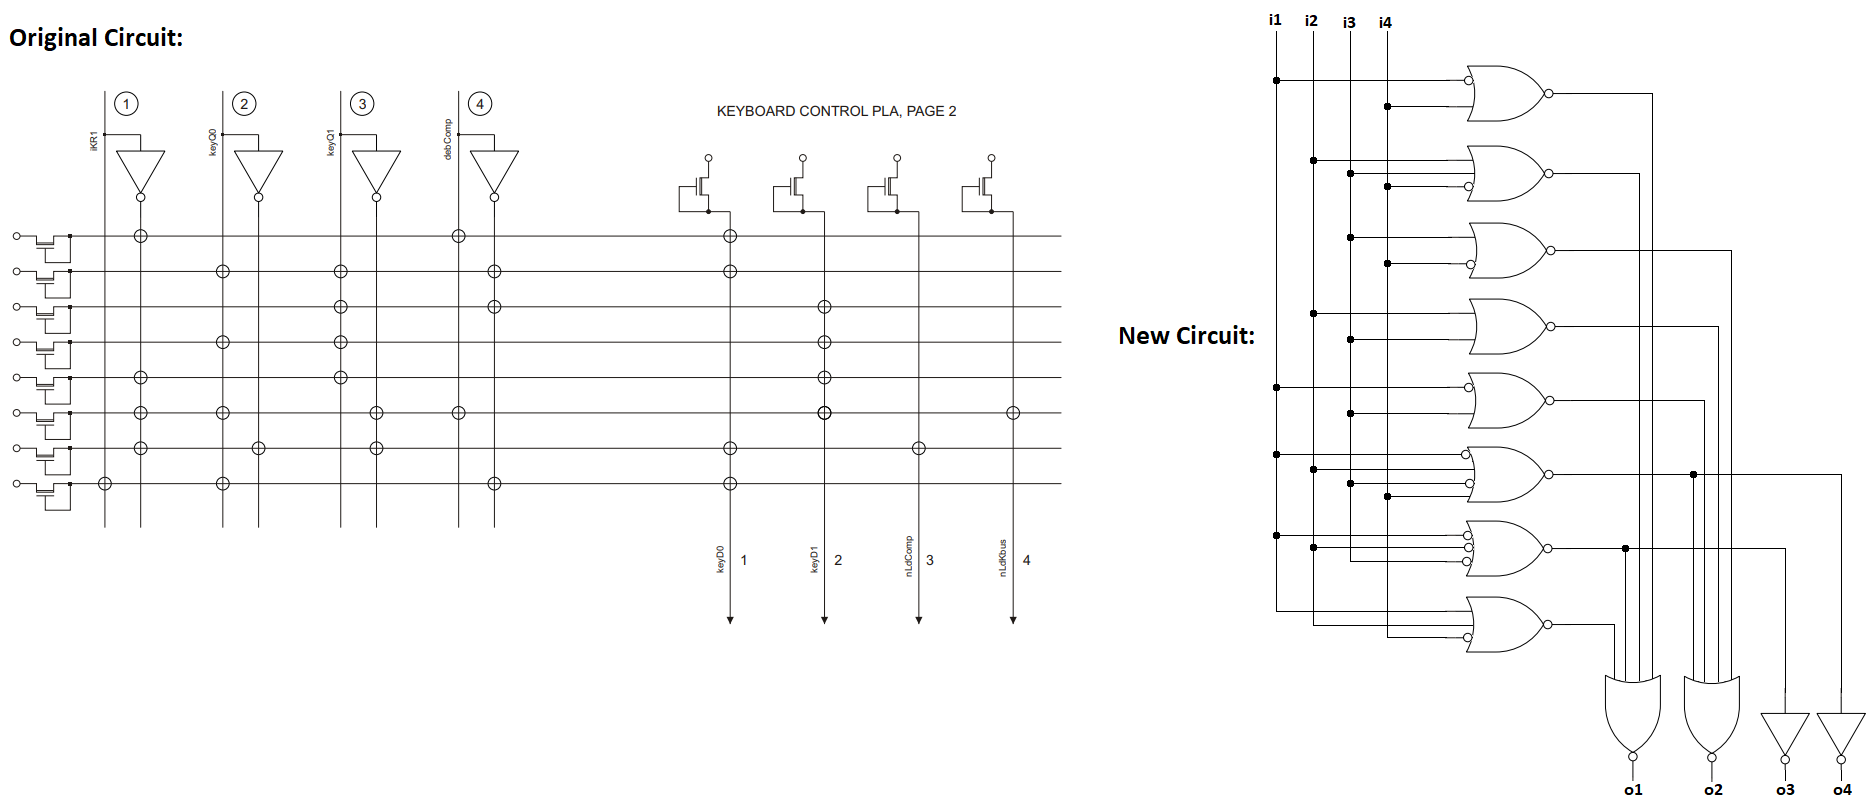 Original Circuit:
1
2
3
4
iKR1
keyQ0
keyQ1
debComp
KEYBOARD CONTROL PLA, PAGE 2
keyD0
1
keyD1
2
nLdComp
3
nLdKbus
4
New Circuit:
i1
i2
i3
i4
o1
o2
o3
o4